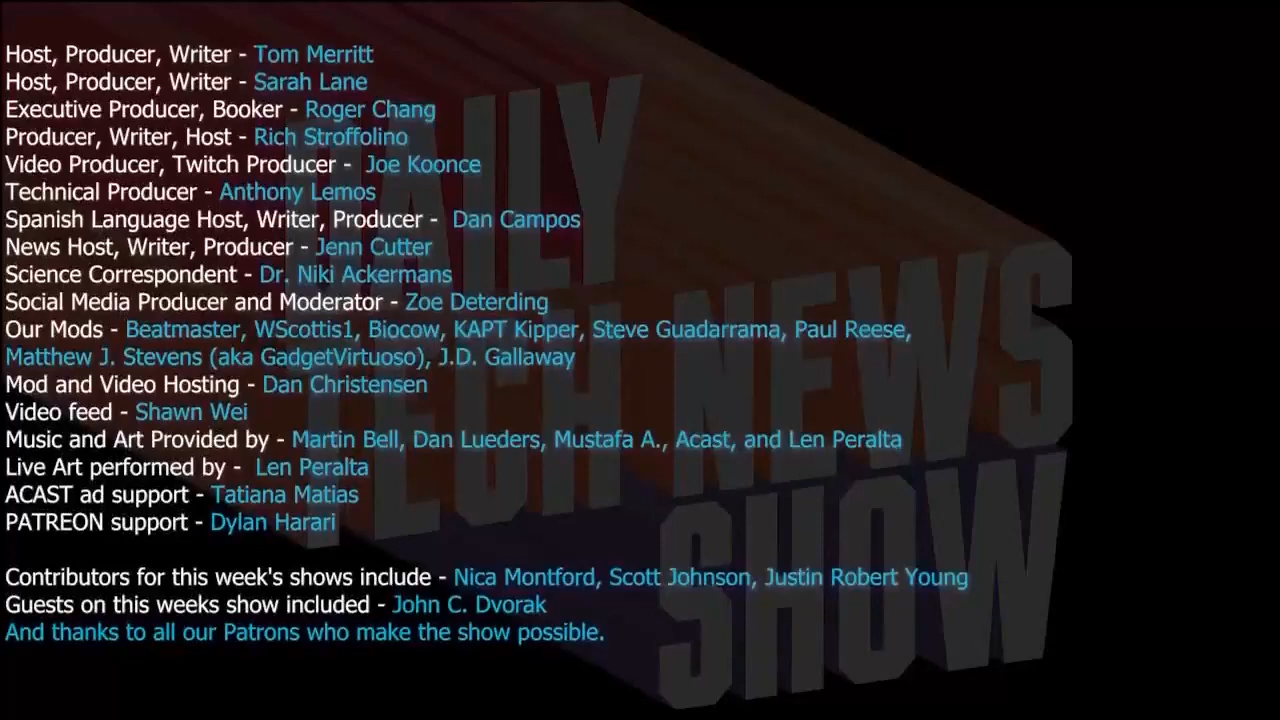 Host, Producer, Writer - Tom Merritt
Host, Producer, Writer - Sarah Lane
Executive Producer, Booker - Roger Chang
Producer, Writer, Host - Rich Stroffolino
Video Producer, Twitch Producer - Joe Koonce
Technical Producer - Anthony Lemos
Spanish Language Host, Writer, Producer - Dan Campos
News Host, Writer, Producer - Jenn Cutter
Science Correspondent - Dr. Niki Ackermans
Social Media Producer and Moderator - Zoe Deterding
Our Mods - Beatmaster, WScottis1, Biocow, KAPT Kipper, Steve Guadarrama, Paul Reese,
Matthew J. Stevens (aka GadgetVirtuoso), J.D. Gallaway
Mod and Video Hosting - Dan Christensen
Video feed - Shawn Wei
Music and Art Provided by - Martin Bell, Dan Lueders, Mustafa A., Acast, and Len Peralta
Live Art performed by - Len Peralta
ACAST ad support - Tatiana Matias
PATREON support - Dylan Harari
Contributors for this week's shows include - Nica Montford, Scott Johnson, Justin Robert Young
Guests on this weeks show included - John C. Dvorak
And thanks to all our Patrons who make the show possible.
DAILY
TECH NEWS
SHOW